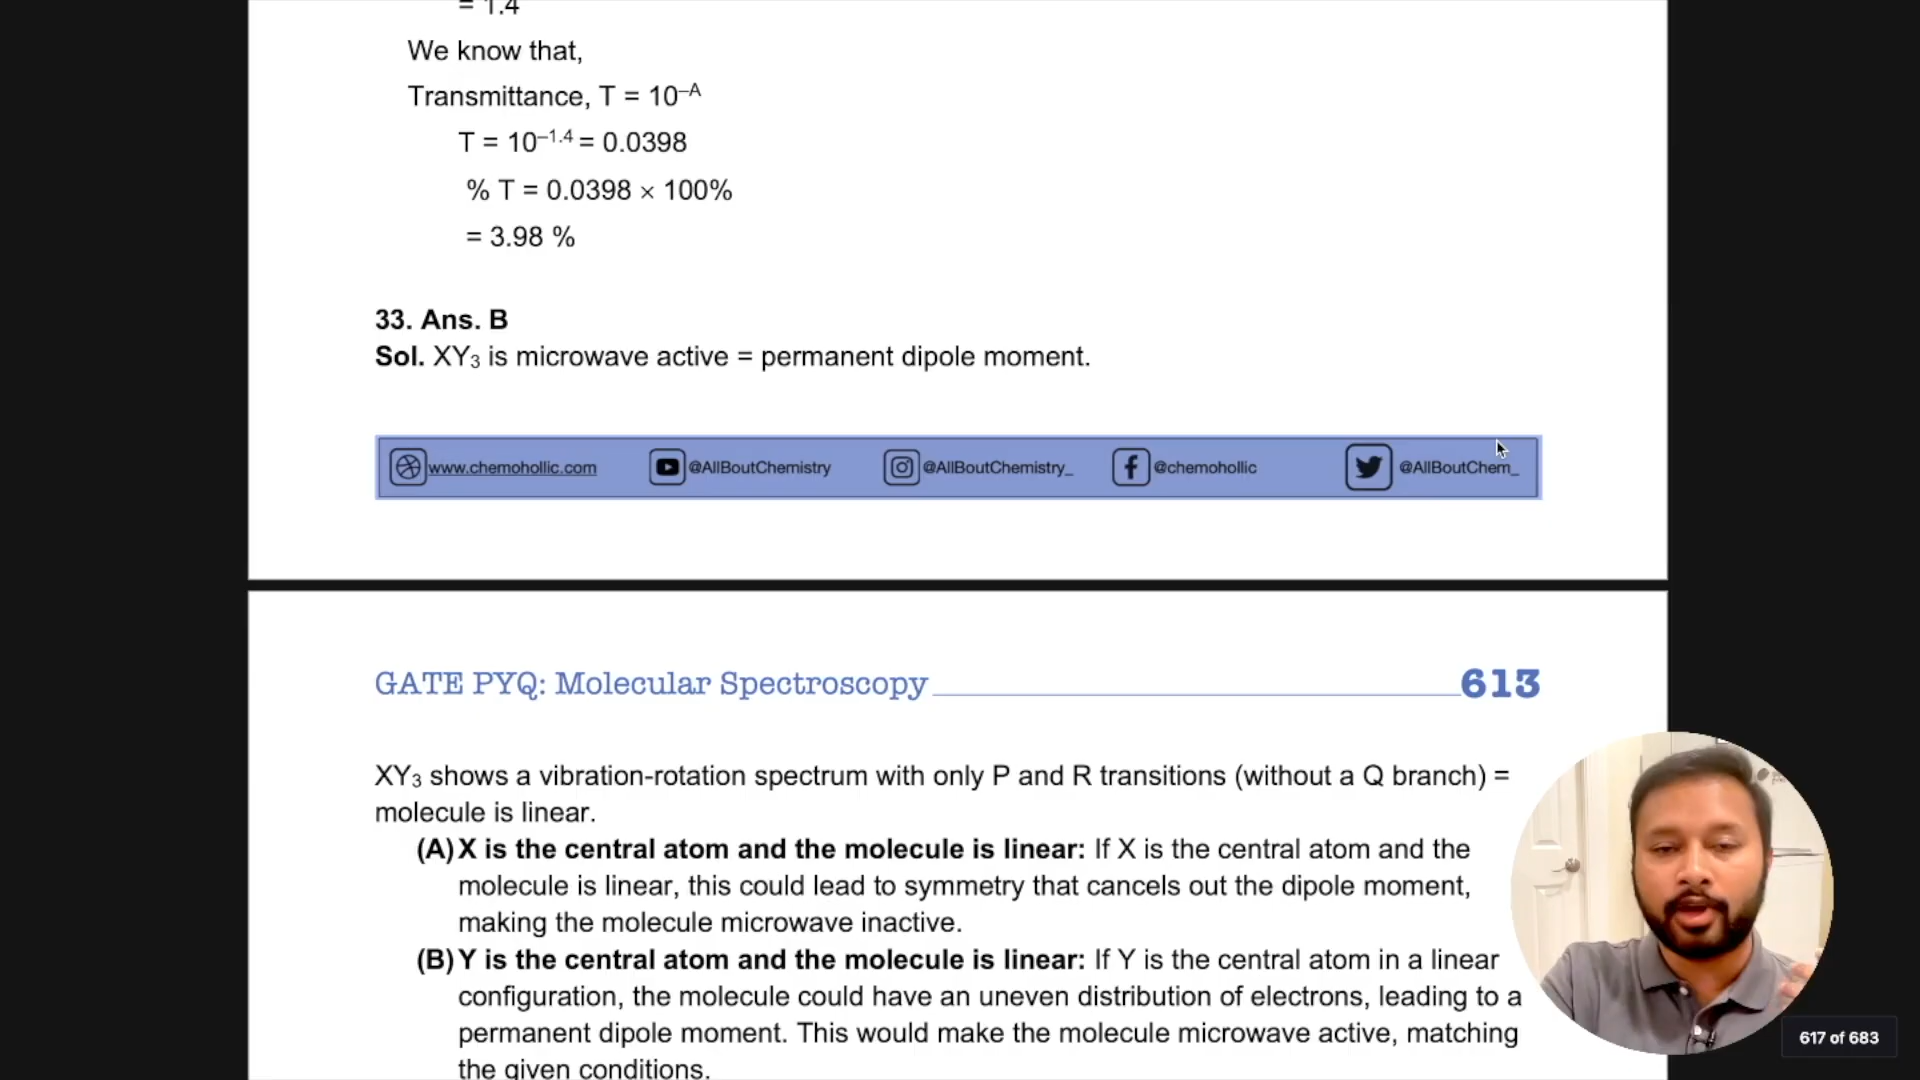 = 1.4
We know that,
Transmittance, T = 10⁻ᴬ
T = 10⁻¹·⁴ = 0.0398
% T = 0.0398 × 100%
= 3.98 %
33. Ans. B
Sol. XY₃ is microwave active = permanent dipole moment.
www.chemohollic.com @AllBoutChemistry @AllBoutChemistry_ @chemohollic @AllBoutChem_
GATE PYQ: Molecular Spectroscopy 613
XY₃ shows a vibration-rotation spectrum with only P and R transitions (without a Q branch) =
molecule is linear.
(A) X is the central atom and the molecule is linear: If X is the central atom and the
molecule is linear, this could lead to symmetry that cancels out the dipole moment,
making the molecule microwave inactive.
(B) Y is the central atom and the molecule is linear: If Y is the central atom in a linear
configuration, the molecule could have an uneven distribution of electrons, leading to a
permanent dipole moment. This would make the molecule microwave active, matching
the given conditions.
617 of 683